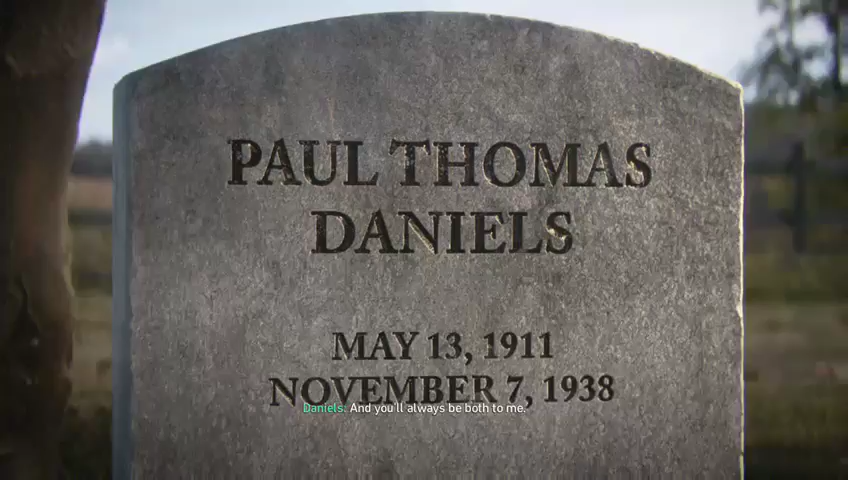 PAUL THOMAS
DANIELS
MAY 13, 1911
NOVEMBER 7, 1938
Daniels: And you'll always be both to me.